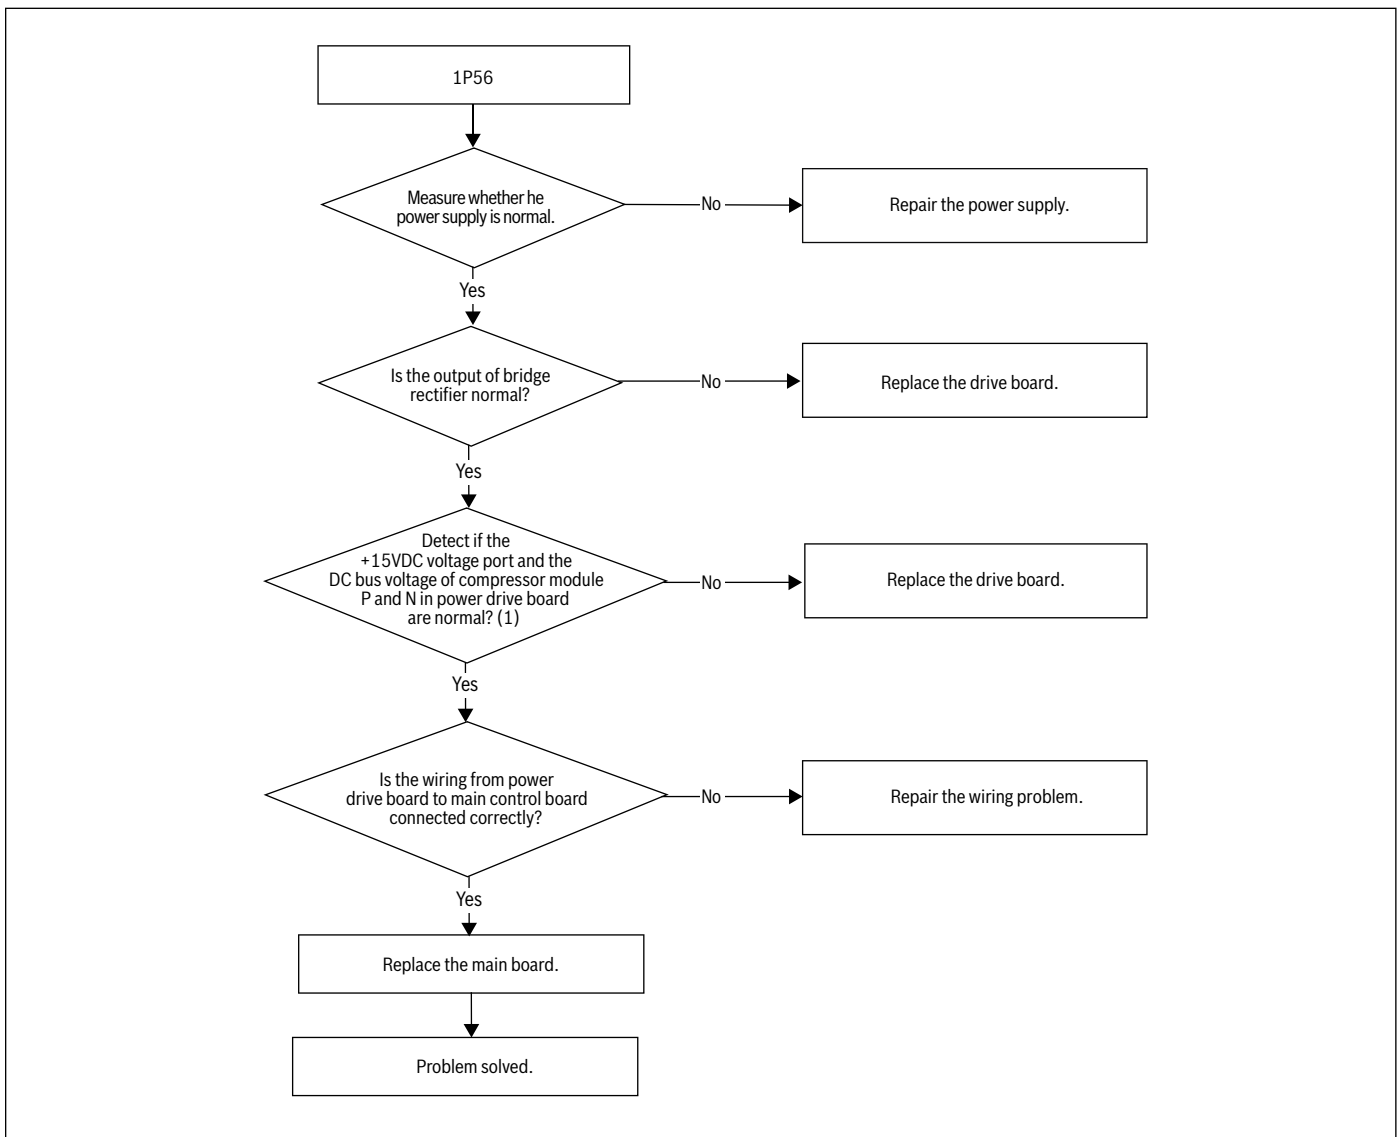 1P56
Measure whether he
power supply is normal.
No
Repair the power supply.
Yes
Is the output of bridge
rectifier normal?
No
Replace the drive board.
Yes
Detect if the
+15VDC voltage port and the
DC bus voltage of compressor module
P and N in power drive board
are normal? (1)
No
Replace the drive board.
Yes
Is the wiring from power
drive board to main control board
connected correctly?
No
Repair the wiring problem.
Yes
Replace the main board.
Problem solved.